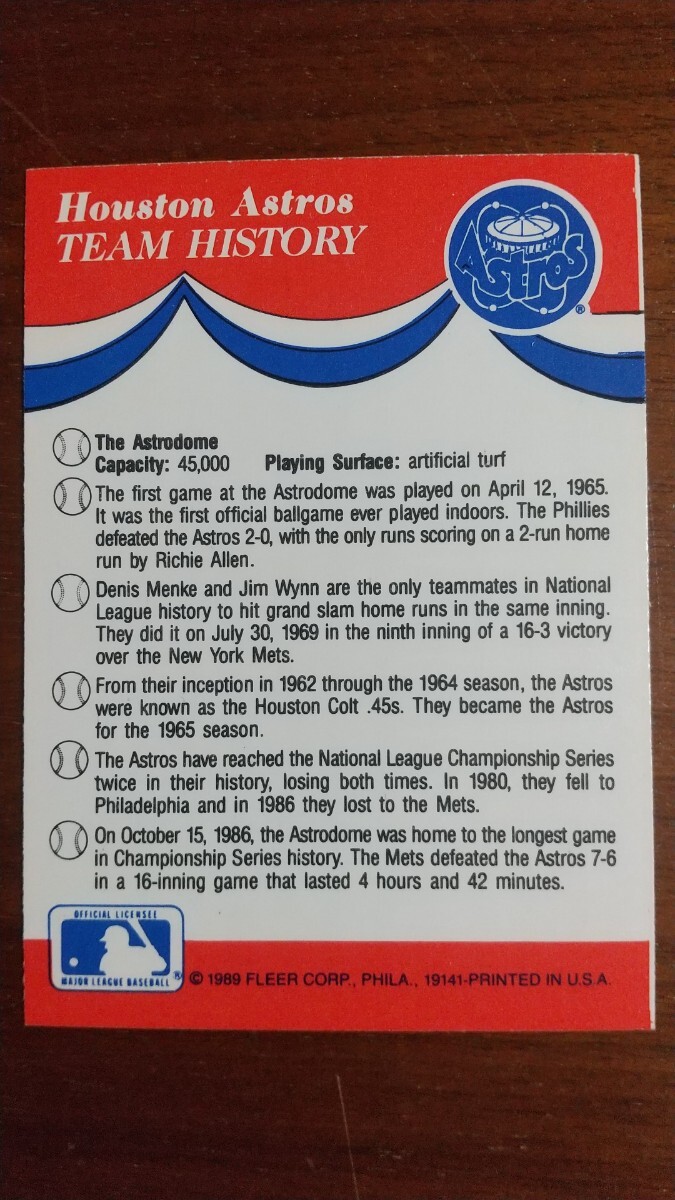 Houston Astros
TEAM HISTORY
Astros
®
The Astrodome
Capacity: 45,000 Playing Surface: artificial turf
The first game at the Astrodome was played on April 12, 1965.
It was the first official ballgame ever played indoors. The Phillies
defeated the Astros 2-0, with the only runs scoring on a 2-run home
run by Richie Allen.
Denis Menke and Jim Wynn are the only teammates in National
League history to hit grand slam home runs in the same inning.
They did it on July 30, 1969 in the ninth inning of a 16-3 victory
over the New York Mets.
From their inception in 1962 through the 1964 season, the Astros
were known as the Houston Colt .45s. They became the Astros
for the 1965 season.
The Astros have reached the National League Championship Series
twice in their history, losing both times. In 1980, they fell to
Philadelphia and in 1986 they lost to the Mets.
On October 15, 1986, the Astrodome was home to the longest game
in Championship Series history. The Mets defeated the Astros 7-6
in a 16-inning game that lasted 4 hours and 42 minutes.
OFFICIAL LICENSEE
MAJOR LEAGUE BASEBALL ®
© 1989 FLEER CORP., PHILA., 19141-PRINTED IN U.S.A.